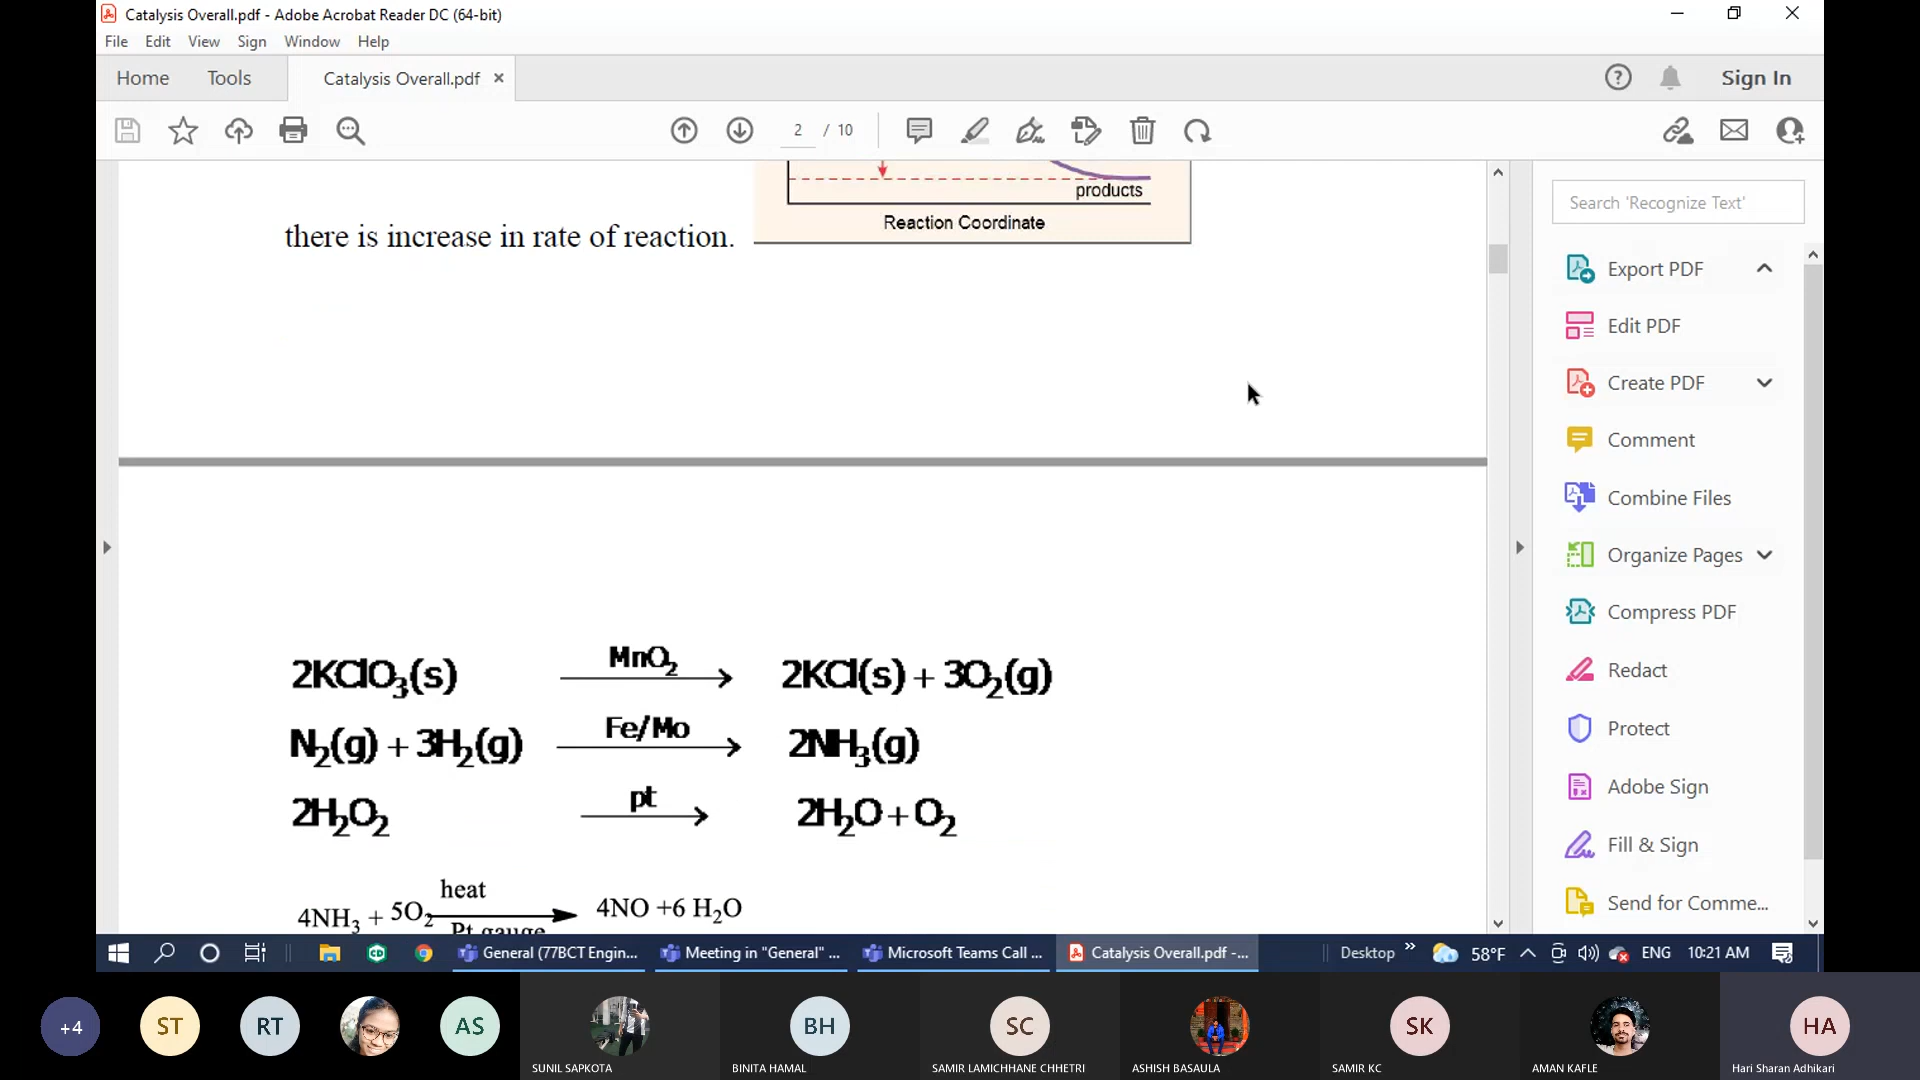 Catalysis Overall.pdf - Adobe Acrobat Reader DC (64-bit)
File Edit View Sign Window Help
Home Tools Catalysis Overall.pdf × Sign In
2 / 10
products
Reaction Coordinate
there is increase in rate of reaction.
2KClO₃(s) MnO₂ → 2KCl(s) + 3O₂(g)
N₂(g) + 3H₂(g) Fe/Mo → 2NH₃(g)
2H₂O₂ pt → 2H₂O + O₂
4NH₃ + 5O₂ heat → 4NO +6 H₂O
Pt gauge
Search 'Recognize Text'
Export PDF
Edit PDF
Create PDF
Comment
Combine Files
Organize Pages
Compress PDF
Redact
Protect
Adobe Sign
Fill & Sign
Send for Comme...
General (77BCT Engin... Meeting in "General" ... Microsoft Teams Call ... Catalysis Overall.pdf -... Desktop » 58°F ENG 10:21 AM
+4 ST RT AS BH SC SK HA
SUNIL SAPKOTA BINITA HAMAL SAMIR LAMICHHANE CHHETRI ASHISH BASAULA SAMIR KC AMAN KAFLE Hari Sharan Adhikari